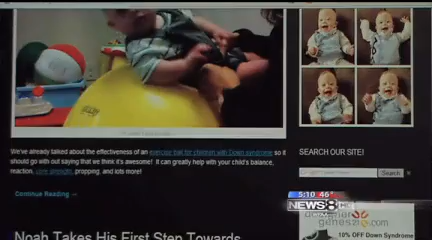 We've already talked about the effectiveness of an exercise ball for children with Down syndrome so it
should go with out saying that we think it's awesome! It can greatly help with your child's balance,
reaction, core strength, propping, and lots more!
Continue Reading →
Noah Takes His First Step Towards
SEARCH OUR SITE!
Search
5:10 46°
NEWS 8
10% OFF Down Syndrome